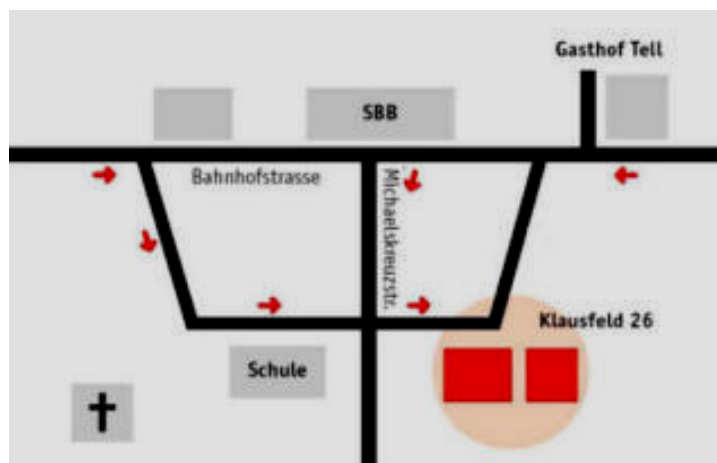 Gasthof Tell
SBB
Bahnhofstrasse
Michaelskreuzstr.
Klausfeld 26
Schule